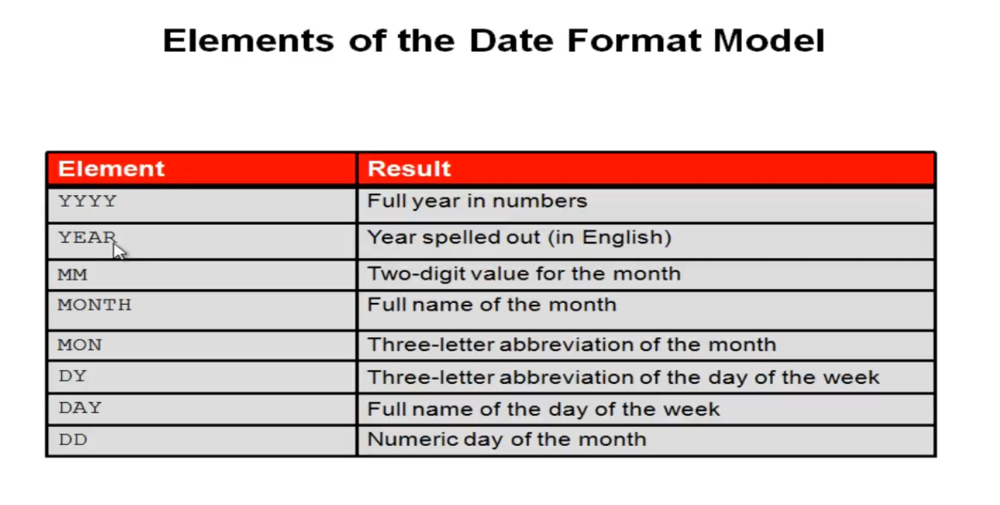 Elements of the Date Format Model
Element Result
YYYY Full year in numbers
YEAR Year spelled out (in English)
MM Two-digit value for the month
MONTH Full name of the month
MON Three-letter abbreviation of the month
DY Three-letter abbreviation of the day of the week
DAY Full name of the day of the week
DD Numeric day of the month